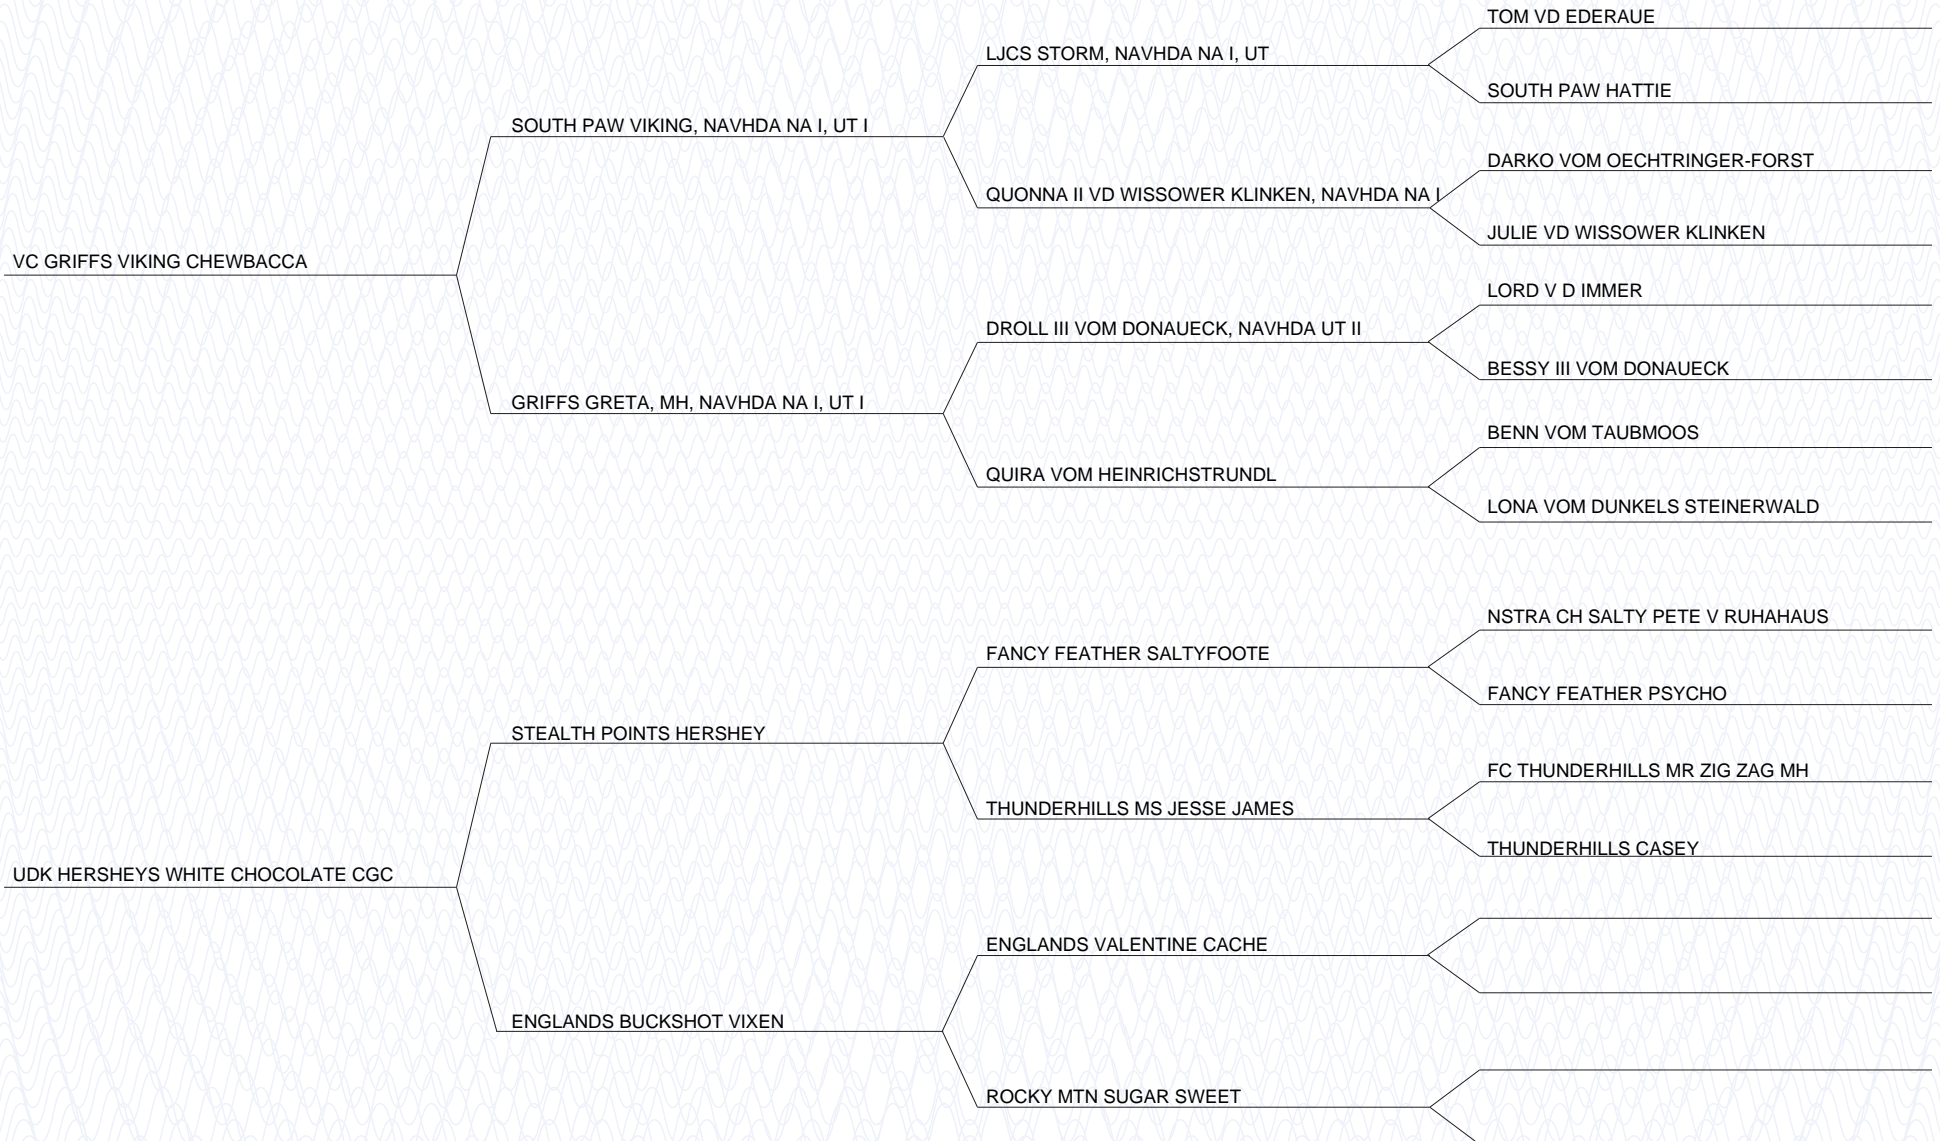 TOM VD EDERAUE
LJCS STORM, NAVHDA NA I, UT
SOUTH PAW HATTIE
SOUTH PAW VIKING, NAVHDA NA I, UT I
DARKO VOM OECHTRINGER-FORST
QUONNA II VD WISSOWER KLINKEN, NAVHDA NA I
JULIE VD WISSOWER KLINKEN
VC GRIFFS VIKING CHEWBACCA
LORD V D IMMER
DROLL III VOM DONAUECK, NAVHDA UT II
BESSY III VOM DONAUECK
GRIFFS GRETA, MH, NAVHDA NA I, UT I
BENN VOM TAUBMOOS
QUIRA VOM HEINRICHSTRUNDL
LONA VOM DUNKELS STEINERWALD
NSTRA CH SALTY PETE V RUHAHAUS
FANCY FEATHER SALTYFOOTE
FANCY FEATHER PSYCHO
STEALTH POINTS HERSHEY
FC THUNDERHILLS MR ZIG ZAG MH
THUNDERHILLS MS JESSE JAMES
THUNDERHILLS CASEY
UDK HERSHEYS WHITE CHOCOLATE CGC
ENGLANDS VALENTINE CACHE
ENGLANDS BUCKSHOT VIXEN
ROCKY MTN SUGAR SWEET